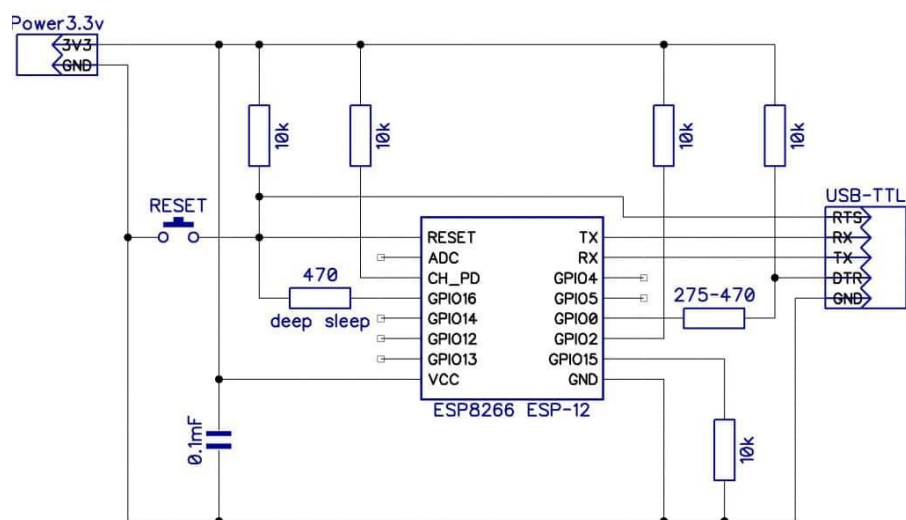 Power3.3v
3V3
GND
10k
10k
10k
10k
RESET
USB-TTL
RTS
RX
TX
DTR
GND
RESET
ADC
CH_PD
GPIO16
GPIO14
GPIO12
GPIO13
VCC
TX
RX
GPIO4
GPIO5
GPIO0
GPIO2
GPIO15
GND
470
deep sleep
275-470
ESP8266 ESP-12
0.1mF
10k